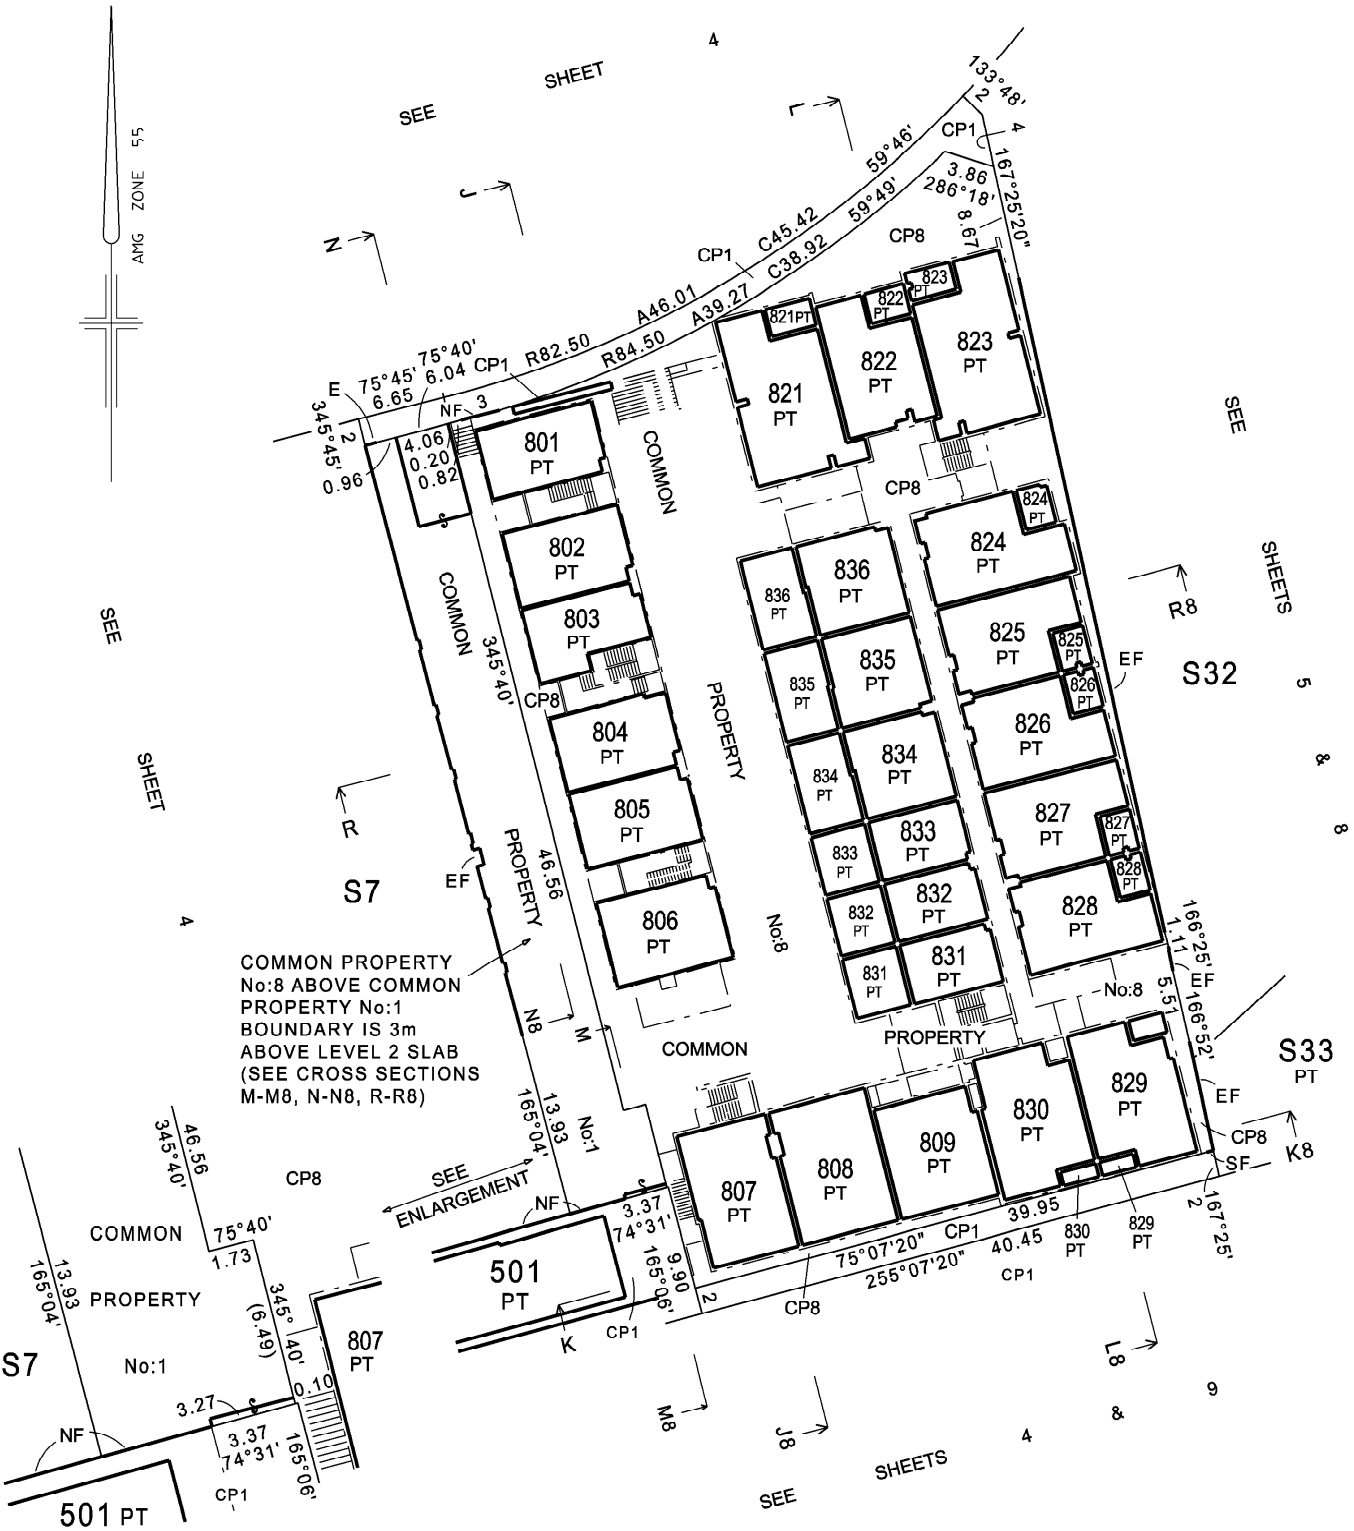 4
SHEET
SEE
133°48'
2
L
CP1
4
AMG ZONE 55
59°46'
167°25'20"
3.86
286°18'
J
59°49'
8.67
C45.42
N
CP1
C38.92
CP8
A46.01
A39.27
822
PT
823
PT
821PT
75°40'
R82.50
R84.50
75°45'
6.04
CP1
823
PT
822
PT
E
6.65
821
PT
345°45'
2
NF
3
SEE
4.06
0.20
0.82
0.96
801
PT
COMMON
CP8
824
PT
802
PT
824
PT
836
PT
SHEETS
COMMON
836
PT
R8
SEE
803
PT
825
PT
825
PT
EF
345°40'
835
PT
S32
835
PT
826
PT
5
CP8
PROPERTY
826
PT
804
PT
834
PT
&
SHEET
834
PT
805
PT
827
PT
827
PT
8
R
833
PT
833
PT
PROPERTY
46.56
828
PT
EF
S7
832
PT
828
PT
4
806
PT
832
PT
166°25'
1.11
No:8
831
PT
831
PT
COMMON PROPERTY
No:8 ABOVE COMMON
PROPERTY No:1
BOUNDARY IS 3m
ABOVE LEVEL 2 SLAB
(SEE CROSS SECTIONS
M-M8, N-N8, R-R8)
EF
No:8
5.51
166°52'
N8
M
PROPERTY
COMMON
S33
PT
829
PT
EF
830
PT
13.93
165°04'
No:1
46.56
345°40'
CP8
K8
809
PT
SF
SEE
ENLARGEMENT
CP8
808
PT
807
PT
NF
3.37
74°31'
39.95
2
167°25'
75°40'
1.73
COMMON
CP1
830
PT
829
PT
40.45
75°07'20"
255°07'20"
CP1
9.90
165°06'
501
PT
13.93
165°04'
PROPERTY
345°40'
(6.49)
2
CP8
K
CP1
807
PT
L8
S7
No:1
0.10
9
3.27
M8
&
NF
3.37
74°31'
J8
4
165°06'
SHEETS
CP1
SEE
501 PT